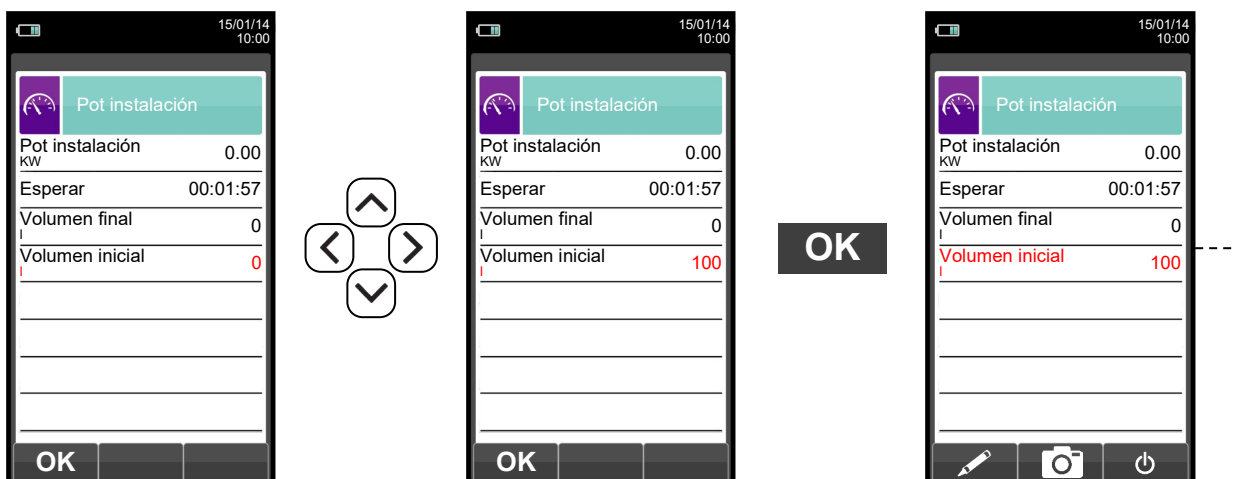 15/01/14
10:00
Pot instalación
Pot instalación
KW
0.00
Esperar 00:01:57
Volumen final
l
0
Volumen inicial
l
0
OK
15/01/14
10:00
Pot instalación
Pot instalación
KW
0.00
Esperar 00:01:57
Volumen final
l
0
Volumen inicial
l
100
OK
OK
15/01/14
10:00
Pot instalación
Pot instalación
KW
0.00
Esperar 00:01:57
Volumen final
l
0
Volumen inicial
l
100